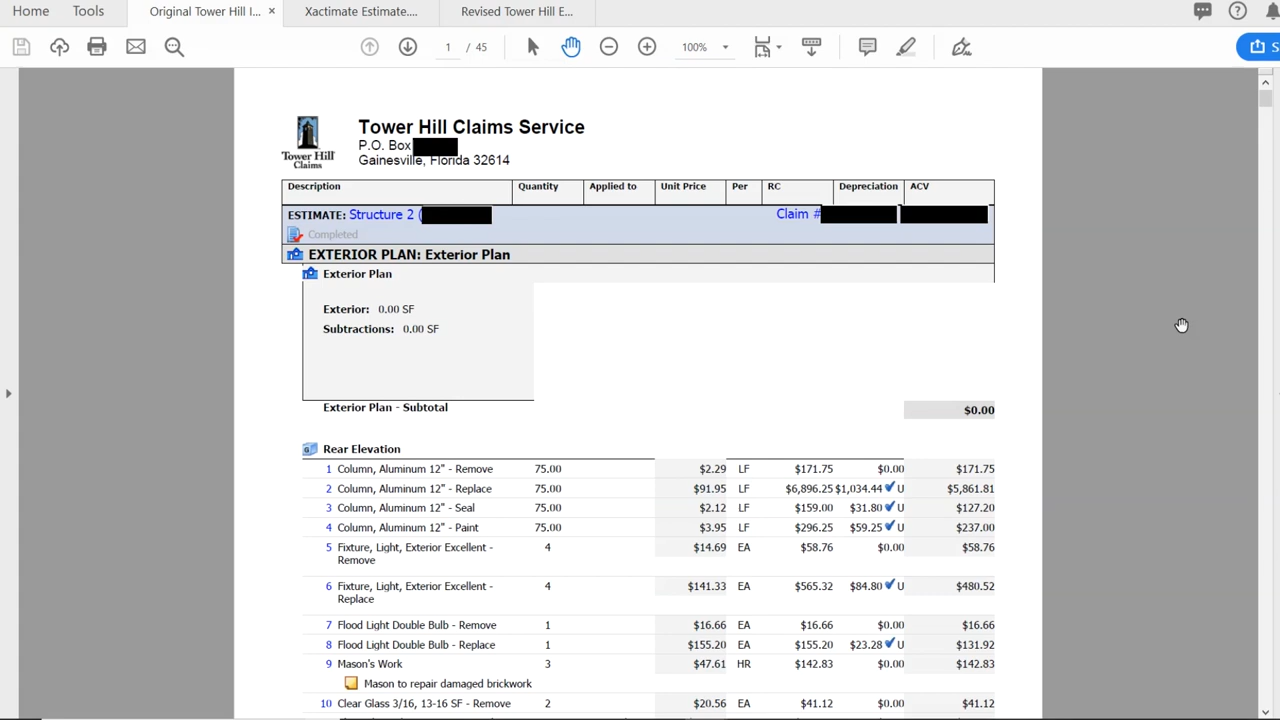 Home Tools Original Tower Hill I... × Xactimate Estimate.... Revised Tower Hill E...
1 / 45 100%
Tower Hill Claims Service
P.O. Box
Gainesville, Florida 32614
Tower Hill
Claims
Description Quantity Applied to Unit Price Per RC Depreciation ACV
ESTIMATE: Structure 2 ( Claim #
Completed
EXTERIOR PLAN: Exterior Plan
Exterior Plan
Exterior: 0.00 SF
Subtractions: 0.00 SF
Exterior Plan - Subtotal $0.00
Rear Elevation
1 Column, Aluminum 12" - Remove 75.00 $2.29 LF $171.75 $0.00 $171.75
2 Column, Aluminum 12" - Replace 75.00 $91.95 LF $6,896.25 $1,034.44 U $5,861.81
3 Column, Aluminum 12" - Seal 75.00 $2.12 LF $159.00 $31.80 U $127.20
4 Column, Aluminum 12" - Paint 75.00 $3.95 LF $296.25 $59.25 U $237.00
5 Fixture, Light, Exterior Excellent - 4 $14.69 EA $58.76 $0.00 $58.76
Remove
6 Fixture, Light, Exterior Excellent - 4 $141.33 EA $565.32 $84.80 U $480.52
Replace
7 Flood Light Double Bulb - Remove 1 $16.66 EA $16.66 $0.00 $16.66
8 Flood Light Double Bulb - Replace 1 $155.20 EA $155.20 $23.28 U $131.92
9 Mason's Work 3 $47.61 HR $142.83 $0.00 $142.83
Mason to repair damaged brickwork
10 Clear Glass 3/16, 13-16 SF - Remove 2 $20.56 EA $41.12 $0.00 $41.12